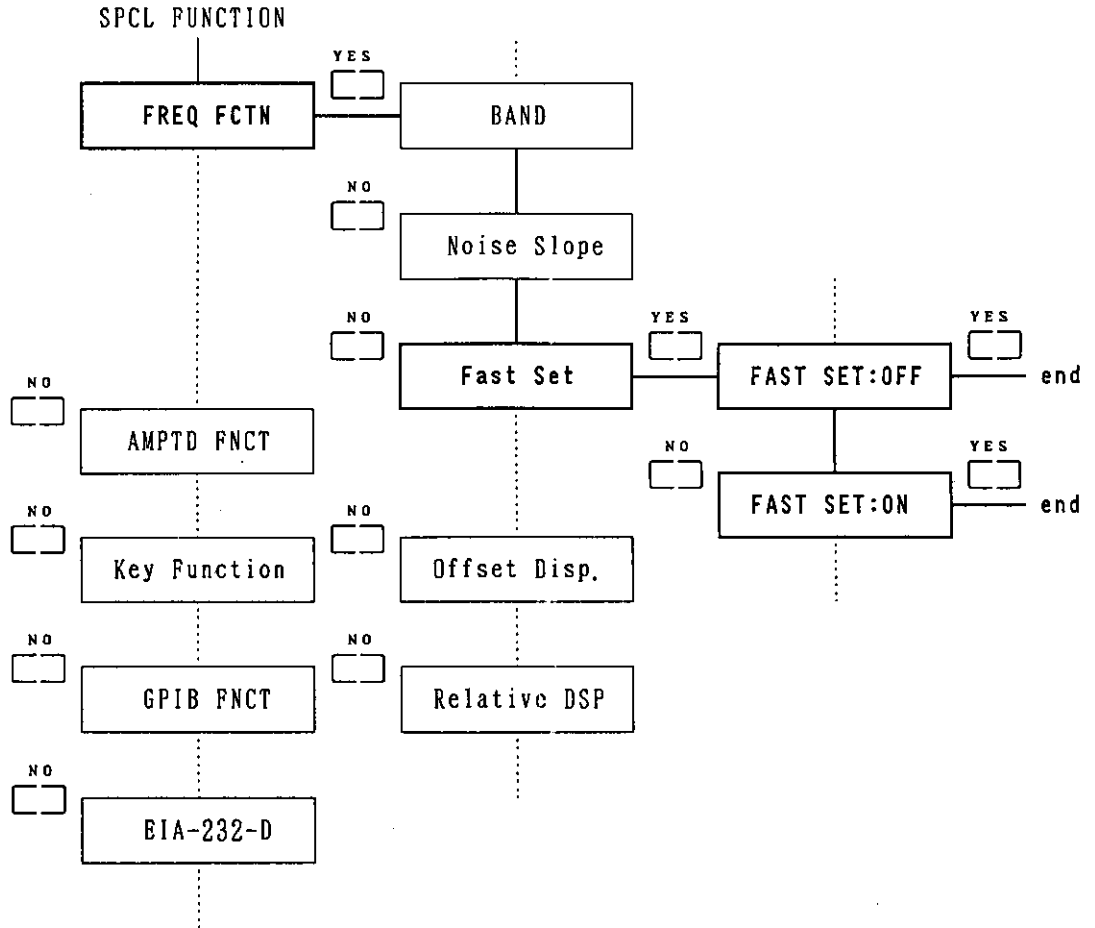 SPCL FUNCTION
YES
FREQ FCTN
BAND
NO
Noise Slope
NO
YES
YES
Fast Set
FAST SET:OFF
end
NO
AMPTD FNCT
NO
YES
FAST SET:ON
end
NO
NO
Key Function
Offset Disp.
NO
NO
GPIB FNCT
Relative DSP
NO
EIA-232-D